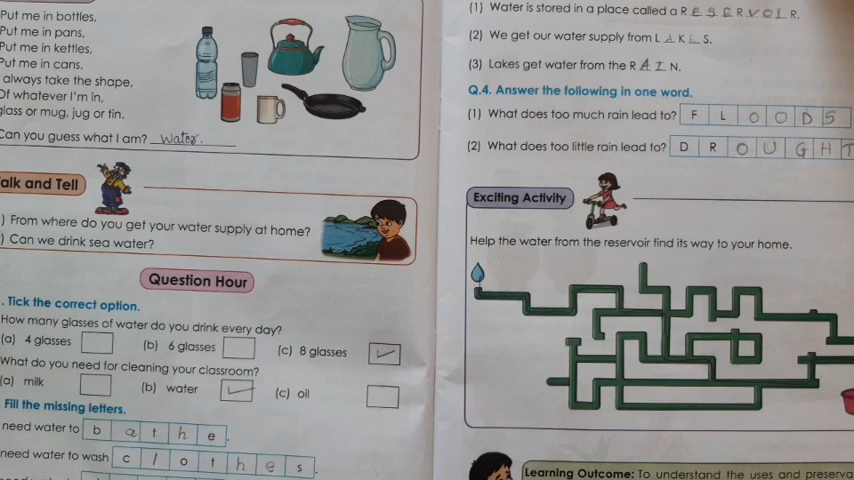 Put me in bottles,
Put me in pans,
Put me in kettles,
Put me in cans.
always take the shape,
Of whatever I'm in,
glass or mug, jug or tin.
Can you guess what I am? Water.
alk and Tell
) From where do you get your water supply at home?
) Can we drink sea water?
Question Hour
. Tick the correct option.
How many glasses of water do you drink every day?
(a) 4 glasses (b) 6 glasses (c) 8 glasses
What do you need for cleaning your classroom?
(a) milk (b) water (c) oil
Fill the missing letters.
need water to b a t h e .
need water to wash c l o t h e s .
(1) Water is stored in a place called a R E S E R V O I R.
(2) We get our water supply from L A K E S.
(3) Lakes get water from the R A I N.
Q.4. Answer the following in one word.
(1) What does too much rain lead to? F L O O D S
(2) What does too little rain lead to? D R O U G H T
Exciting Activity
Help the water from the reservoir find its way to your home.
Learning Outcome: To understand the uses and preserva